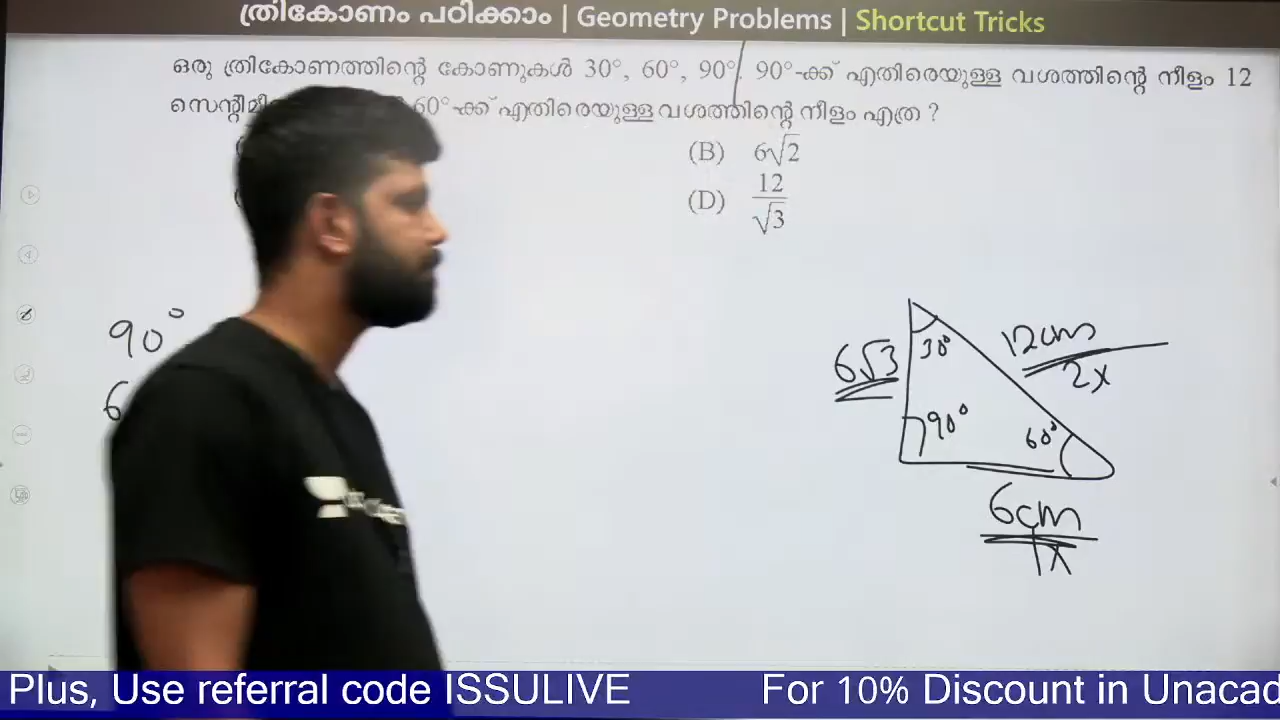 ത്രികോണം പഠിക്കാം | Geometry Problems | Shortcut Tricks
ഒരു ത്രികോണത്തിന്റെ കോണുകൾ 30°, 60°, 90°. 90°-ക്ക് എതിരെയുള്ള വശത്തിന്റെ നീളം 12
60°-ക്ക് എതിരെയുള്ള വശത്തിന്റെ നീളം എത്ര ?
(B) 6√2
(D) 12/√3
90°
6
30°
12cm
2x
6√3
90°
60°
6cm
1x
Plus, Use referral code ISSULIVE For 10% Discount in